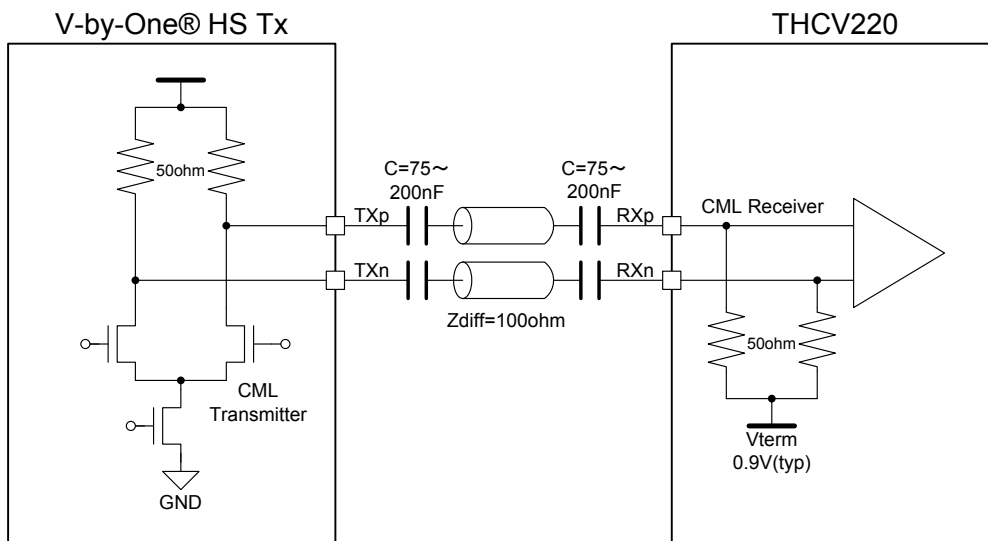 V-by-One® HS Tx
THCV220
50ohm
C=75～
200nF
C=75～
200nF
TXp
RXp
CML Receiver
TXn
RXn
Zdiff=100ohm
50ohm
CML
Transmitter
Vterm
0.9V(typ)
GND